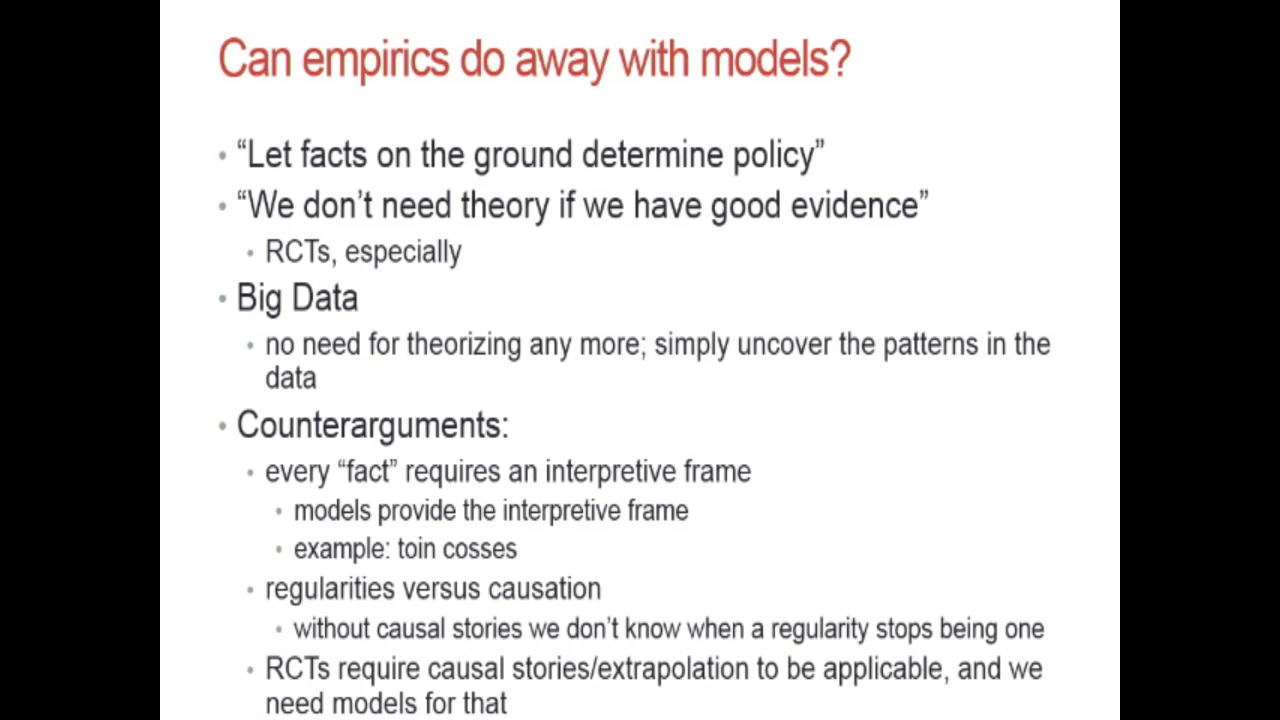 Can empirics do away with models?
• “Let facts on the ground determine policy”
• “We don’t need theory if we have good evidence”
• RCTs, especially
• Big Data
• no need for theorizing any more; simply uncover the patterns in the
data
• Counterarguments:
• every “fact” requires an interpretive frame
• models provide the interpretive frame
• example: toin cosses
• regularities versus causation
• without causal stories we don’t know when a regularity stops being one
• RCTs require causal stories/extrapolation to be applicable, and we
need models for that